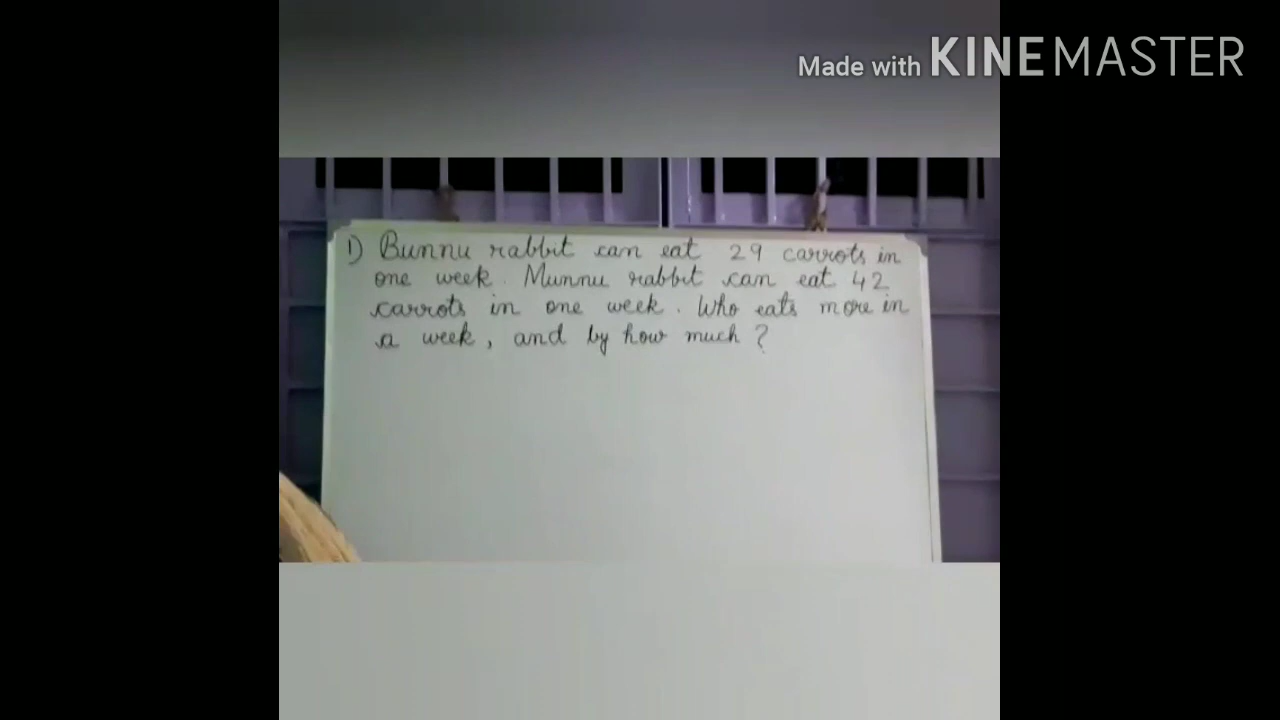 Made with KINEMASTER
1) Bunnu rabbit can eat 29 carrots in
one week. Munnu rabbit can eat 42
carrots in one week. Who eats more in
a week, and by how much ?